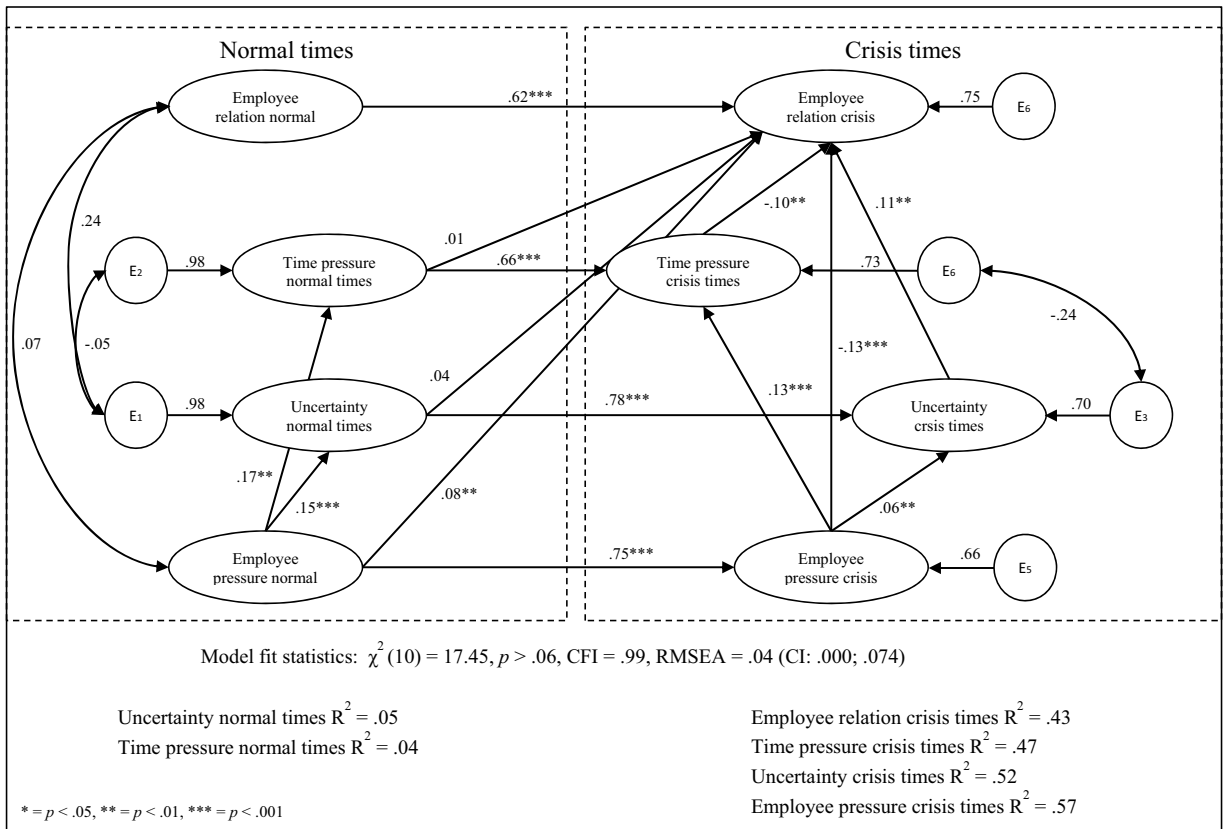 Normal times
Crisis times
Employee
relation normal
.62***
Employee
relation crisis
.75
E6
.24
-.10**
.11**
E2
.98
Time pressure
normal times
.01
.66***
Time pressure
crisis times
.73
E6
-.24
.07
-.05
-.13***
E1
.98
Uncertainty
normal times
.04
.78***
.13***
Uncertainty
crsis times
.70
E3
.17**
.15***
.08**
.06**
Employee
pressure normal
.75***
Employee
pressure crisis
.66
E5
Model fit statistics: χ² (10) = 17.45, p > .06, CFI = .99, RMSEA = .04 (CI: .000; .074)
Uncertainty normal times R² = .05
Time pressure normal times R² = .04
Employee relation crisis times R² = .43
Time pressure crisis times R² = .47
Uncertainty crisis times R² = .52
Employee pressure crisis times R² = .57
* = p < .05, ** = p < .01, *** = p < .001